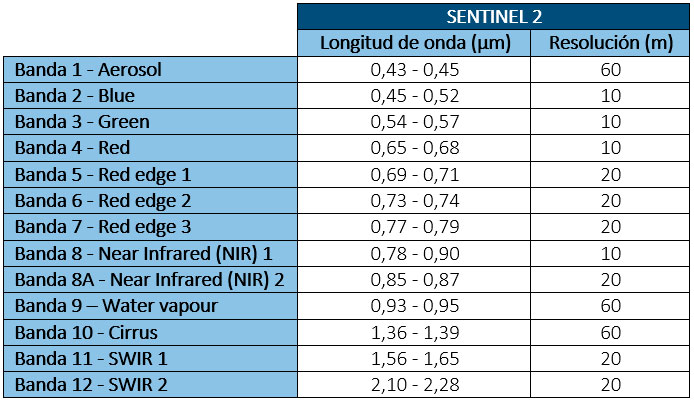 SENTINEL 2
Longitud de onda (μm) Resolución (m)
Banda 1 - Aerosol 0,43 - 0,45 60
Banda 2 - Blue 0,45 - 0,52 10
Banda 3 - Green 0,54 - 0,57 10
Banda 4 - Red 0,65 - 0,68 10
Banda 5 - Red edge 1 0,69 - 0,71 20
Banda 6 - Red edge 2 0,73 - 0,74 20
Banda 7 - Red edge 3 0,77 - 0,79 20
Banda 8 - Near Infrared (NIR) 1 0,78 - 0,90 10
Banda 8A - Near Infrared (NIR) 2 0,85 - 0,87 20
Banda 9 – Water vapour 0,93 - 0,95 60
Banda 10 - Cirrus 1,36 - 1,39 60
Banda 11 - SWIR 1 1,56 - 1,65 20
Banda 12 - SWIR 2 2,10 - 2,28 20